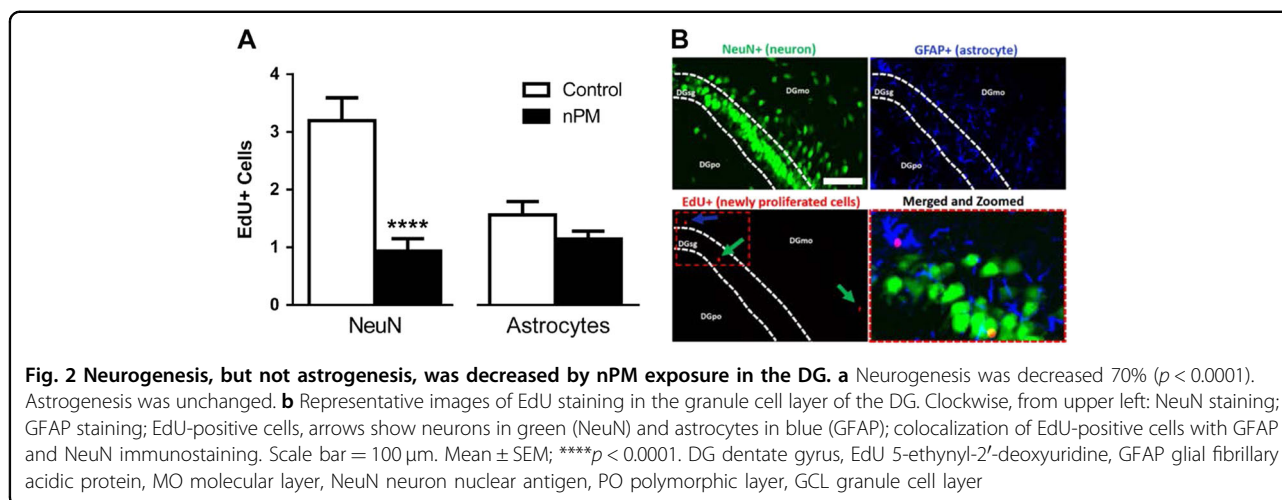 A
B
EdU+ Cells
4
3
2
1
0
Control
nPM
****
NeuN
Astrocytes
NeuN+ (neuron)
DGsg
DGmo
DGpo
GFAP+ (astrocyte)
DGsg
DGmo
DGpo
EdU+ (newly proliferated cells)
DGsg
DGmo
DGpo
Merged and Zoomed
Fig. 2 Neurogenesis, but not astrogenesis, was decreased by nPM exposure in the DG. a Neurogenesis was decreased 70% (p < 0.0001).
Astrogenesis was unchanged. b Representative images of EdU staining in the granule cell layer of the DG. Clockwise, from upper left: NeuN staining;
GFAP staining; EdU-positive cells, arrows show neurons in green (NeuN) and astrocytes in blue (GFAP); colocalization of EdU-positive cells with GFAP
and NeuN immunostaining. Scale bar = 100 μm. Mean ± SEM; ****p < 0.0001. DG dentate gyrus, EdU 5-ethynyl-2′-deoxyuridine, GFAP glial fibrillary
acidic protein, MO molecular layer, NeuN neuron nuclear antigen, PO polymorphic layer, GCL granule cell layer